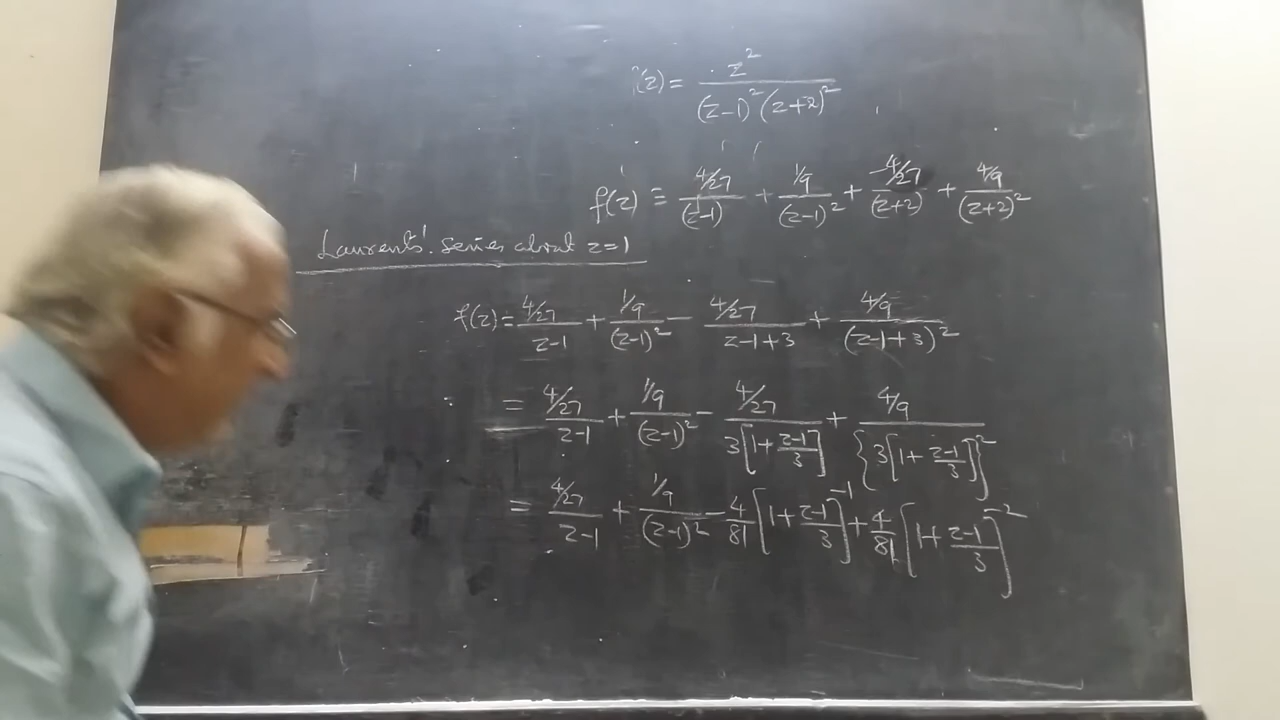 f(z) = z² / (z-1)²(z+2)²
f(z) = 4/27 / (z-1) + 1/9 / (z-1)² + -4/27 / (z+2) + 4/9 / (z+2)²
Laurents'. series about z=1
f(z) = 4/27 / z-1 + 1/9 / (z-1)² - 4/27 / z-1+3 + 4/9 / (z-1+3)²
= 4/27 / z-1 + 1/9 / (z-1)² - 4/27 / 3[1+ z-1/3] + 4/9 / {3[1+ z-1/3]}²
= 4/27 / z-1 + 1/9 / (z-1)² - 4/81 [1+ z-1/3]⁻¹ + 4/81 [1+ z-1/3]⁻²